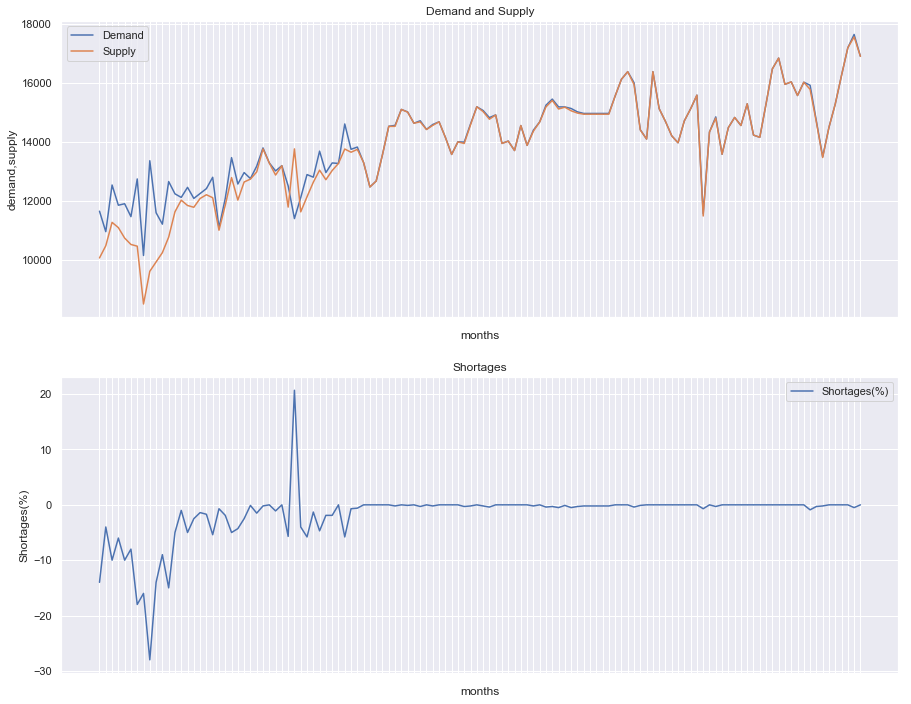 Demand and Supply
18000
16000
14000
12000
10000
demand,supply
Demand
Supply
months
Shortages
20
10
0
−10
−20
−30
Shortages(%)
Shortages(%)
months